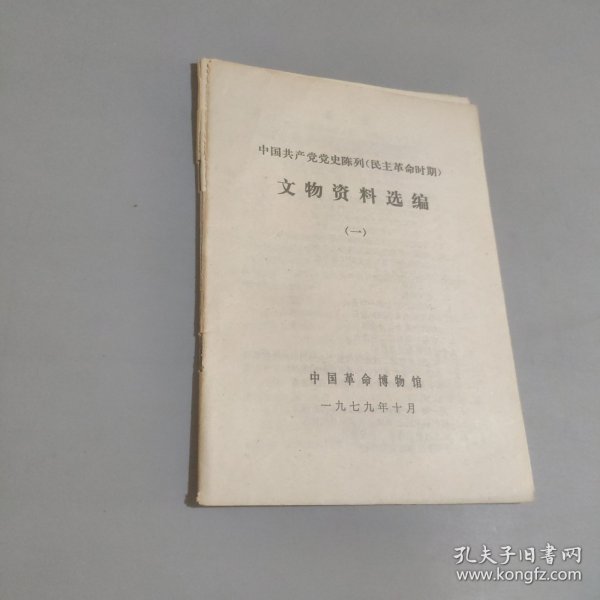 中国共产党党史陈列（民主革命时期）
文物资料选编
（一）
中国革命博物馆
一九七九年十月
孔夫子旧书网
www.kongfz.com